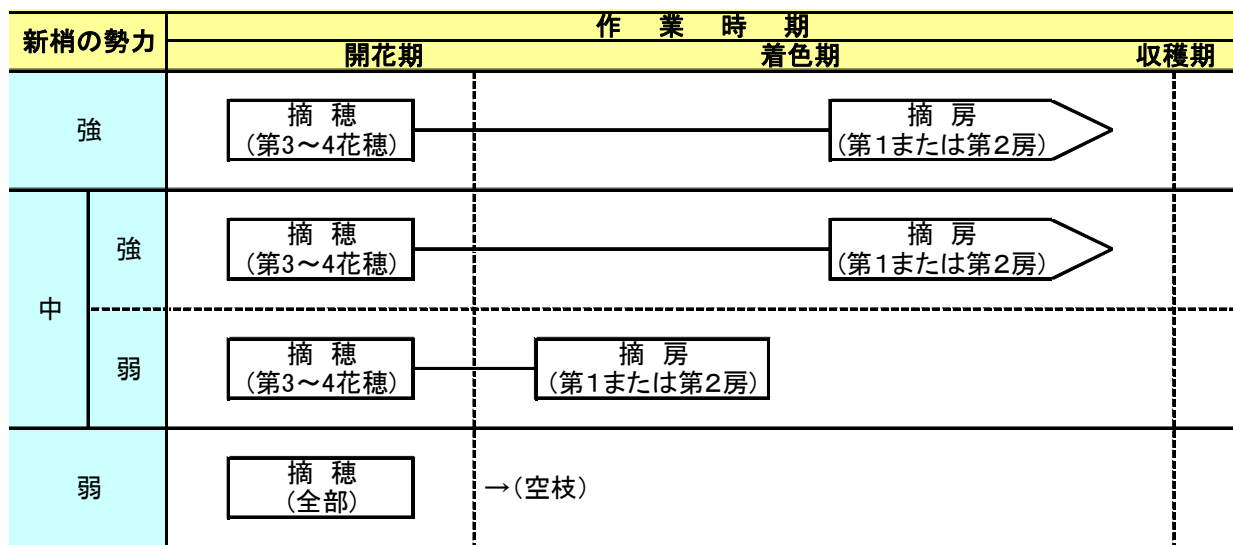 新梢の勢力
作業時期
開花期
着色期
収穫期
強
摘穂
(第3～4花穂)
摘房
(第1または第2房)
中
強
摘穂
(第3～4花穂)
摘房
(第1または第2房)
弱
摘穂
(第3～4花穂)
摘房
(第1または第2房)
弱
摘穂
(全部)
→(空枝)